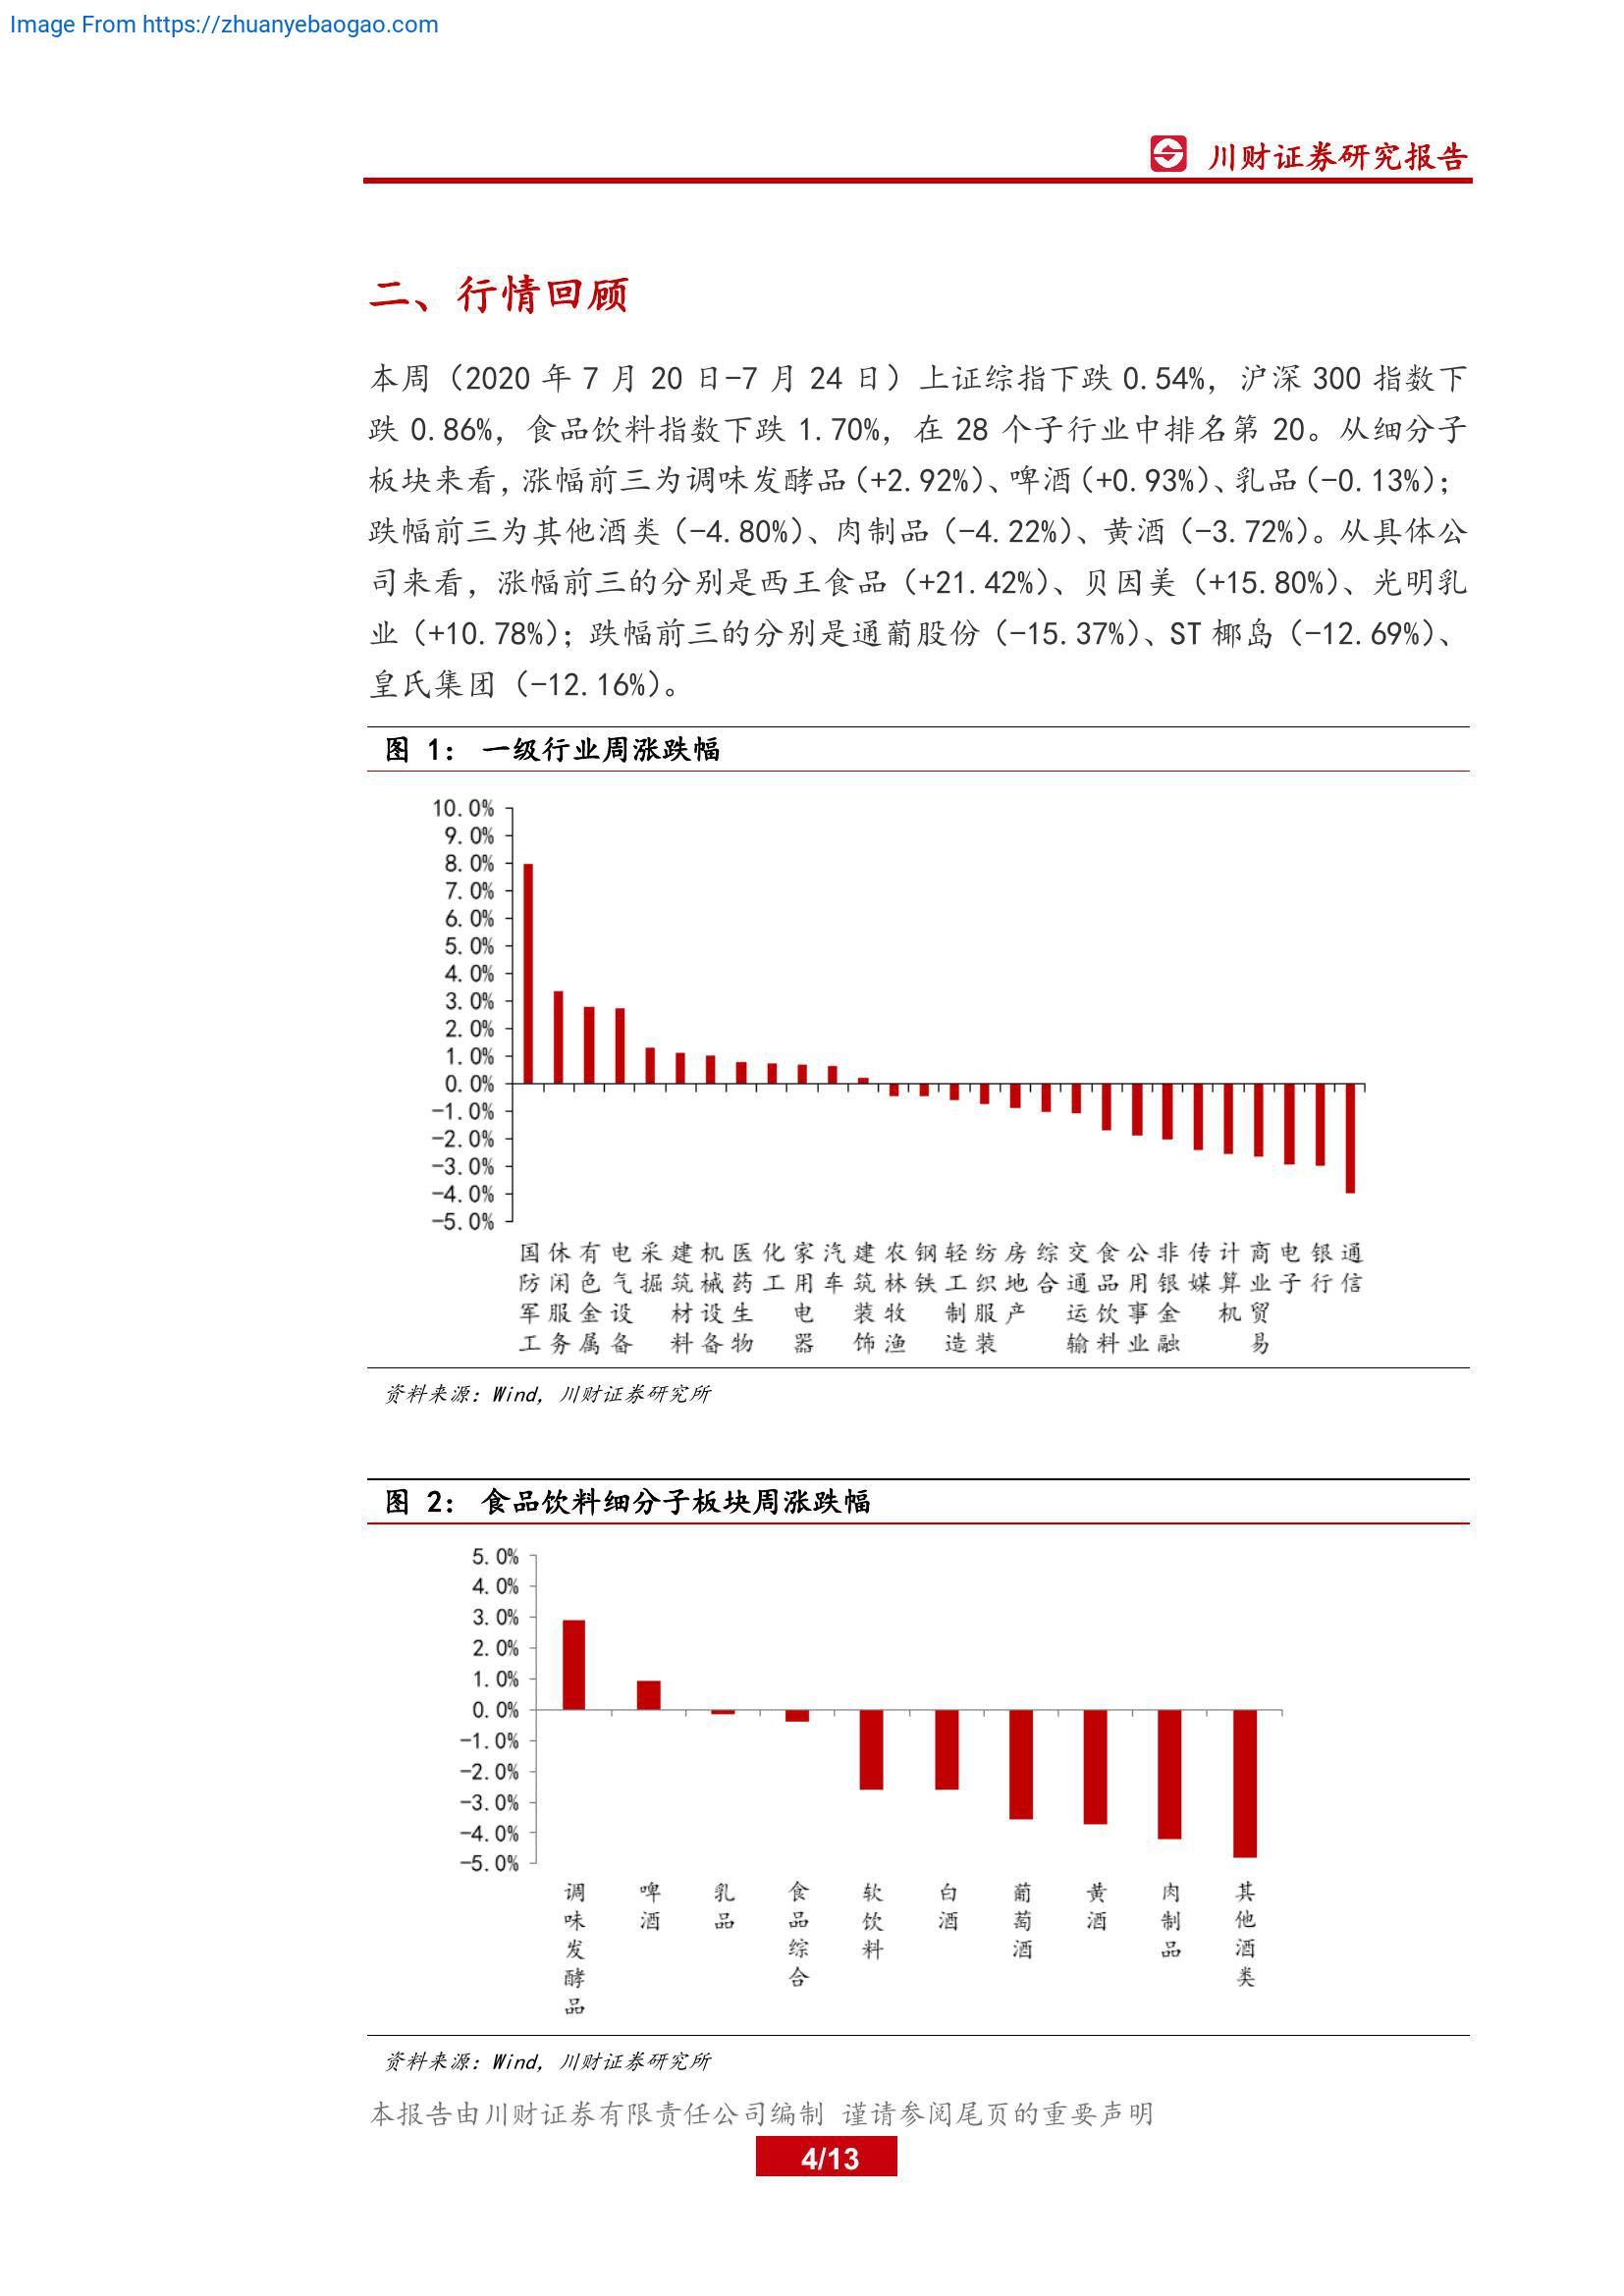 Image From https://zhuanyebaogao.com
川财证券研究报告
二、行情回顾
本周（2020 年 7 月 20 日-7 月 24 日）上证综指下跌 0.54%，沪深 300 指数下
跌 0.86%，食品饮料指数下跌 1.70%，在 28 个子行业中排名第 20。从细分子
板块来看，涨幅前三为调味发酵品（+2.92%）、啤酒（+0.93%）、乳品（-0.13%）；
跌幅前三为其他酒类（-4.80%）、肉制品（-4.22%）、黄酒（-3.72%）。从具体公
司来看，涨幅前三的分别是西王食品（+21.42%）、贝因美（+15.80%）、光明乳
业（+10.78%）；跌幅前三的分别是通葡股份（-15.37%）、ST 椰岛（-12.69%）、
皇氏集团（-12.16%）。
图 1： 一级行业周涨跌幅
10.0%
9.0%
8.0%
7.0%
6.0%
5.0%
4.0%
3.0%
2.0%
1.0%
0.0%
-1.0%
-2.0%
-3.0%
-4.0%
-5.0%
国防军工
休闲服务
有色金属
电气设备
采掘
建筑材料
机械设备
医药生物
化工
家用电器
汽车
建筑装饰
农林牧渔
钢铁
轻工制造
纺织服装
房地产
综合
交通运输
食品饮料
公用事业
非银金融
传媒
计算机
商业贸易
电子
银行
通信
资料来源：Wind，川财证券研究所
图 2： 食品饮料细分子板块周涨跌幅
5.0%
4.0%
3.0%
2.0%
1.0%
0.0%
-1.0%
-2.0%
-3.0%
-4.0%
-5.0%
调味发酵品
啤酒
乳品
食品综合
软饮料
白酒
葡萄酒
黄酒
肉制品
其他酒类
资料来源：Wind，川财证券研究所
本报告由川财证券有限责任公司编制 谨请参阅尾页的重要声明
4/13